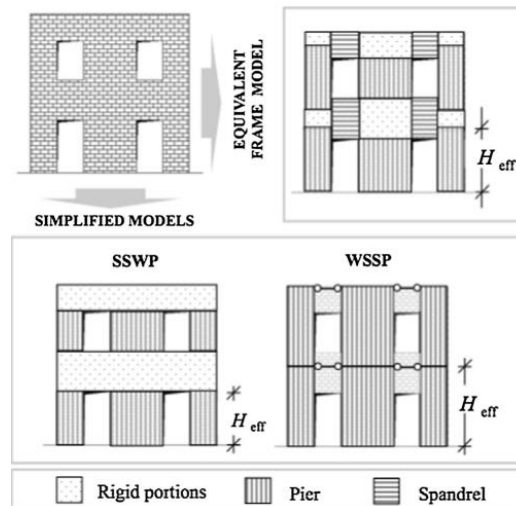 EQUIVALENT
FRAME MODEL
H eff
SIMPLIFIED MODELS
SSWP
WSSP
H eff
H eff
Rigid portions
Pier
Spandrel